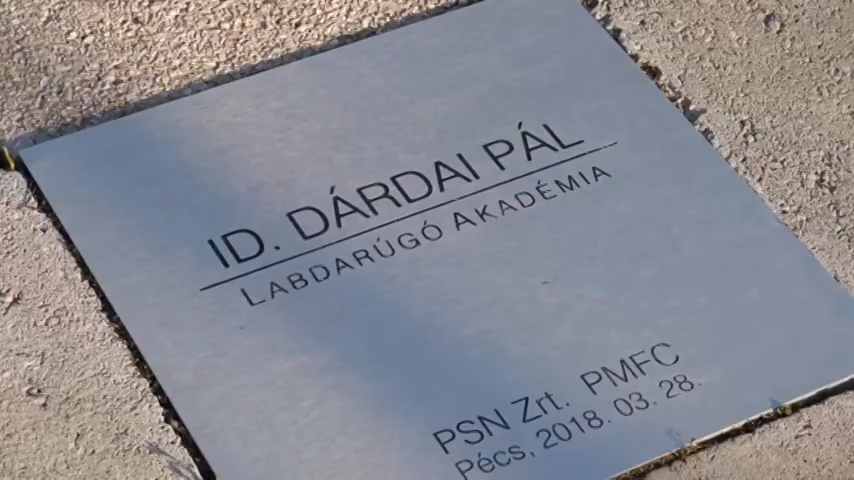 ID. DÁRDAI PÁL
LABDARÚGÓ AKADÉMIA
PSN Zrt. PMFC
Pécs, 2018. 03. 28.